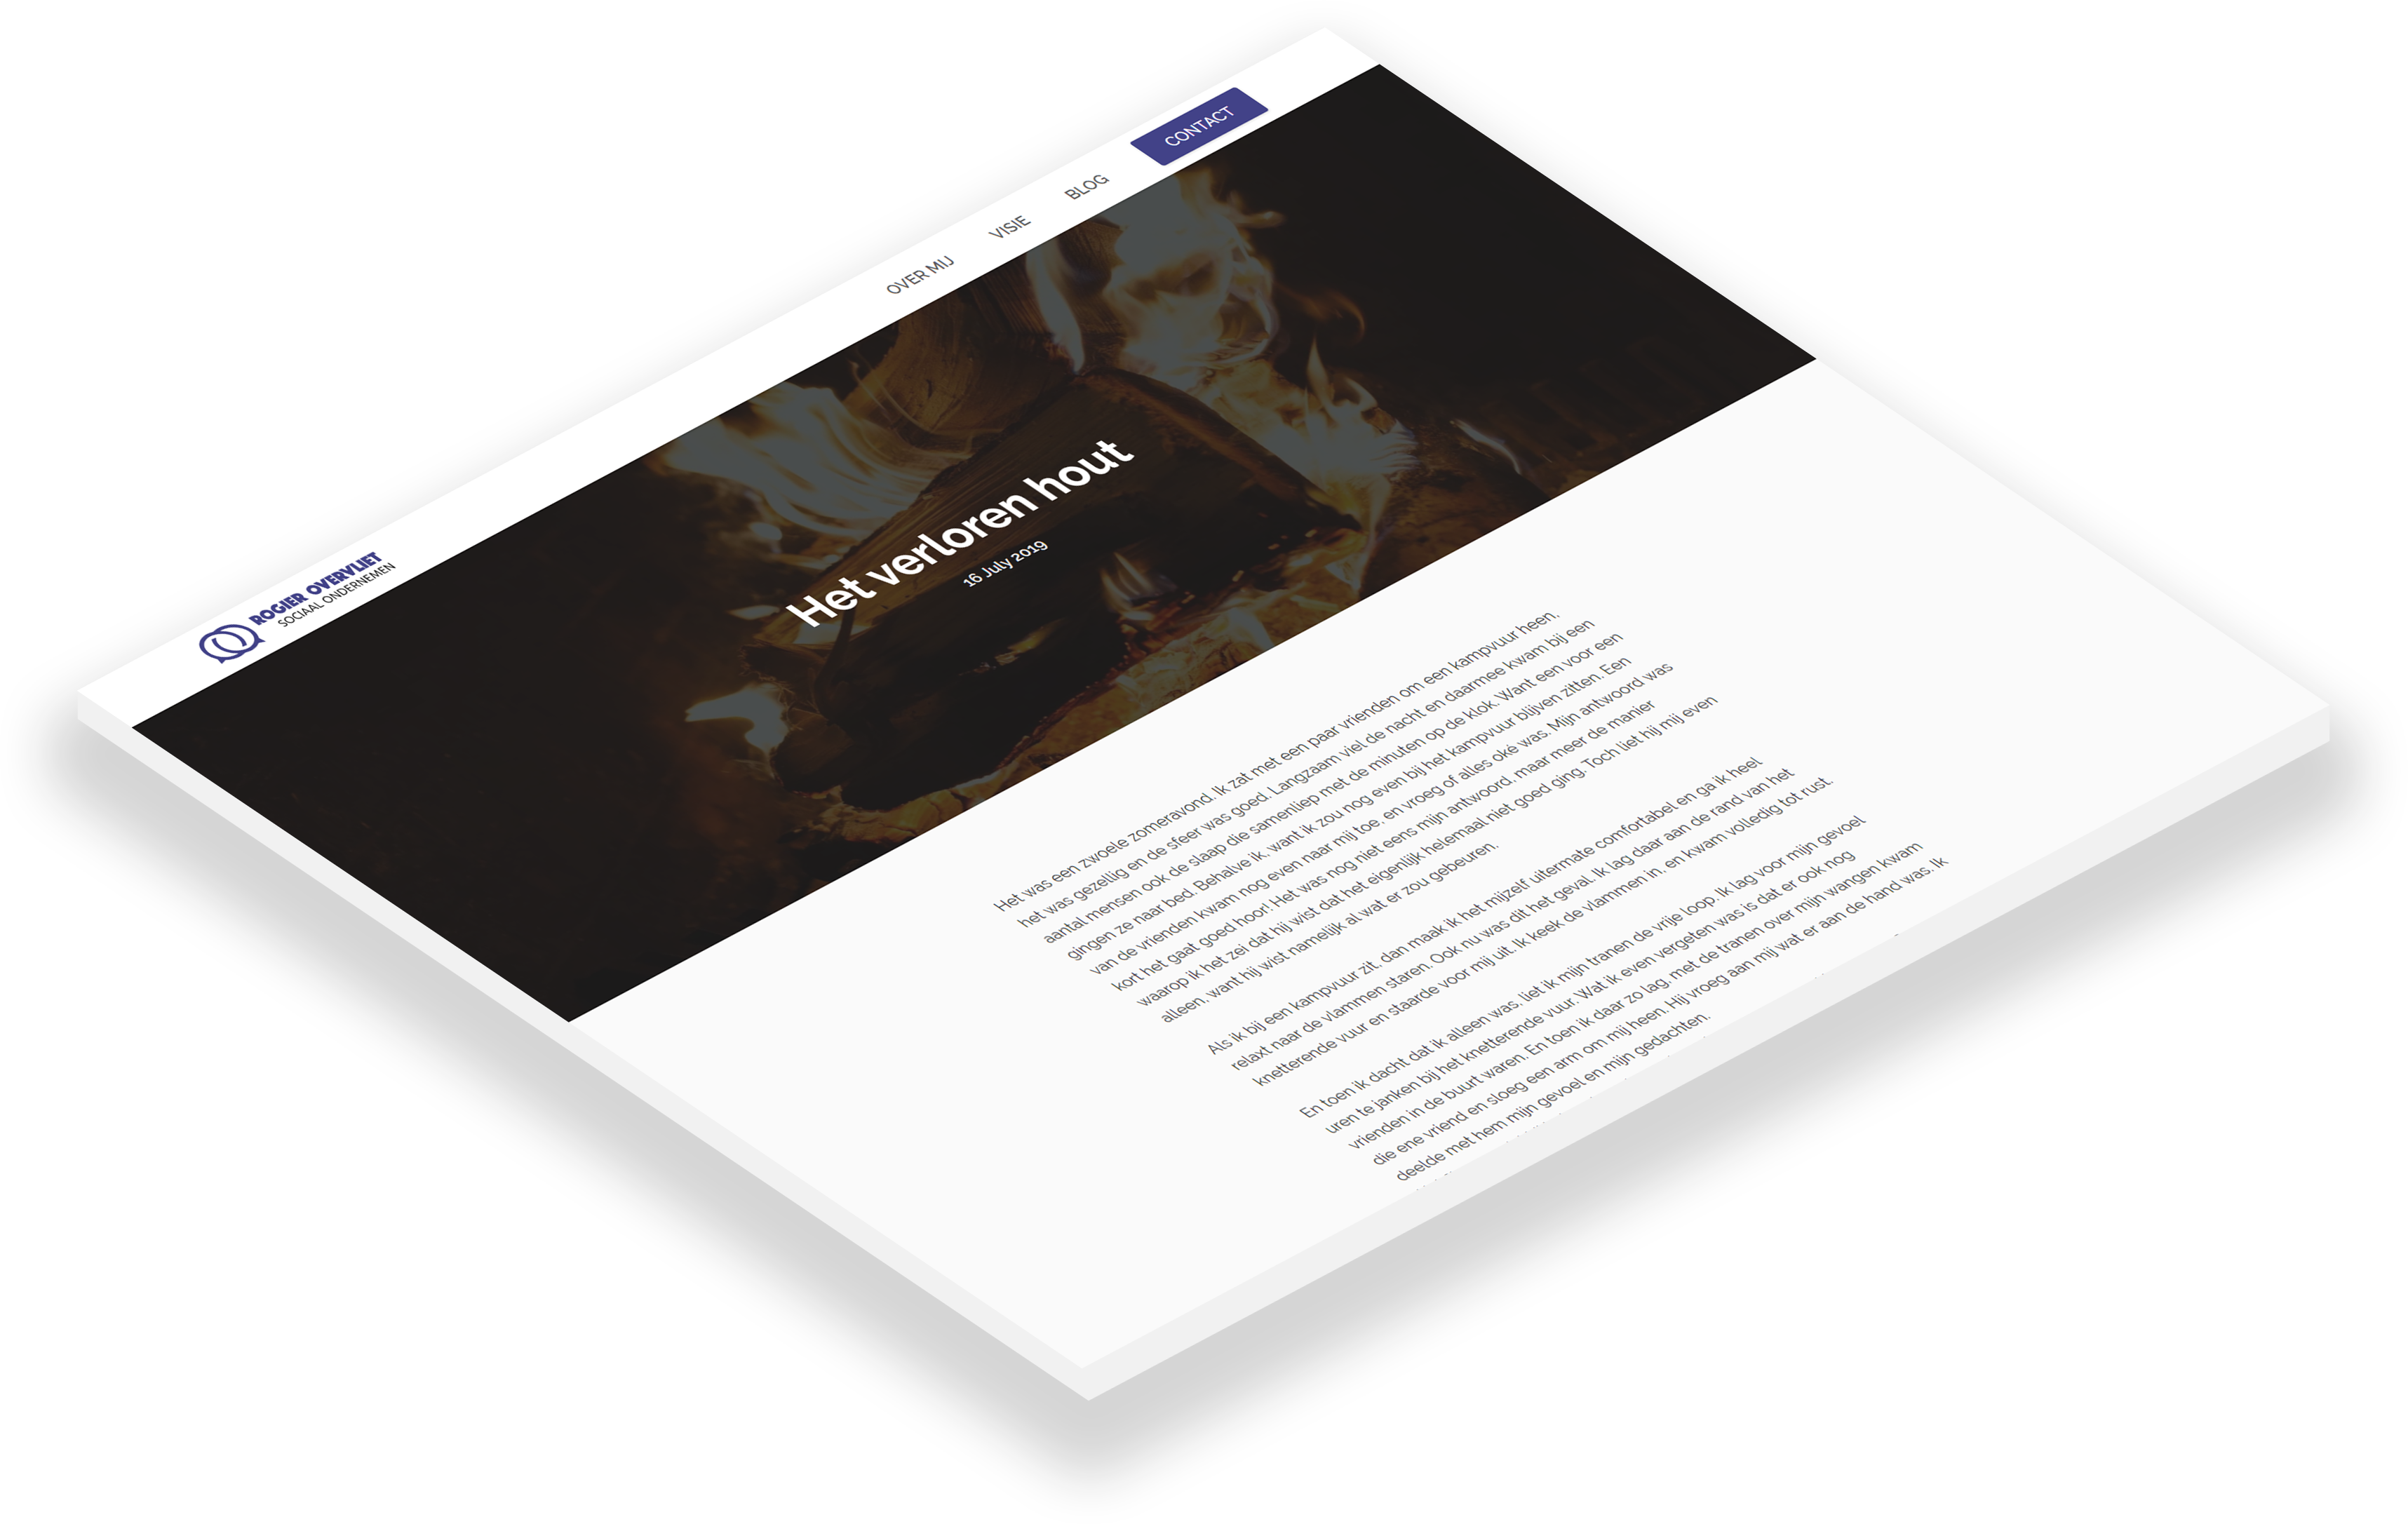 ROGIER OVERVLIET
SOCIAAL ONDERNEMEN
OVER MIJ
VISIE
BLOG
CONTACT
Het verloren hout
16 July 2019
Het was een zwoele zomeravond. Ik zat met een paar vrienden om een kampvuur heen,
het was gezellig en de sfeer was goed. Langzaam viel de nacht en daarmee kwam bij een
aantal mensen ook de slaap die samenliep met de minuten op de klok. Want een voor een
gingen ze naar bed. Behalve ik, want ik zou nog even bij het kampvuur blijven zitten. Een
van de vrienden kwam nog even naar mij toe, en vroeg of alles oké was. Mijn antwoord was
kort het gaat goed hoor! Het was nog niet eens mijn antwoord, maar meer de manier
waarop ik het zei dat hij wist dat het eigenlijk helemaal niet goed ging. Toch liet hij mij even
alleen, want hij wist namelijk al wat er zou gebeuren.
Als ik bij een kampvuur zit, dan maak ik het mijzelf uitermate comfortabel en ga ik heel
relaxt naar de vlammen staren. Ook nu was dit het geval. Ik lag daar aan de rand van het
knetterende vuur en staarde voor mij uit. Ik keek de vlammen in, en kwam volledig tot rust.
En toen ik dacht dat ik alleen was, liet ik mijn tranen de vrije loop. Ik lag voor mijn gevoel
uren te janken bij het knetterende vuur. Wat ik even vergeten was is dat er ook nog
vrienden in de buurt waren. En toen ik daar zo lag, met de tranen over mijn wangen kwam
die ene vriend en sloeg een arm om mij heen. Hij vroeg aan mij wat er aan de hand was. Ik
deelde met hem mijn gevoel en mijn gedachten.